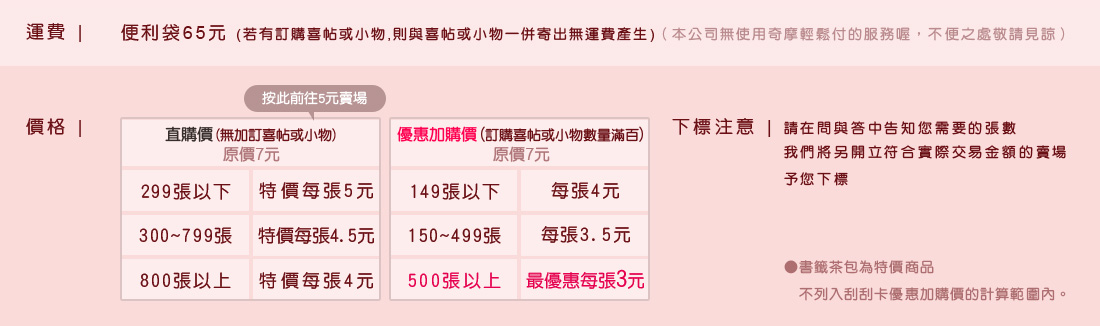 運費 | 便利袋65元 (若有訂購喜帖或小物,則與喜帖或小物一併寄出無運費產生) (本公司無使用奇摩輕鬆付的服務喔,不便之處敬請見諒)
按此前往5元賣場
價格 |
直購價(無加訂喜帖或小物)
原價7元
299張以下 特價每張5元
300~799張 特價每張4.5元
800張以上 特價每張4元
優惠加購價(訂購喜帖或小物數量滿百)
原價7元
149張以下 每張4元
150~499張 每張3.5元
500張以上 最優惠每張3元
下標注意 | 請在問與答中告知您需要的張數
我們將另開立符合實際交易金額的賣場
予您下標
●書籤茶包為特價商品
不列入刮刮卡優惠加購價的計算範圍內。